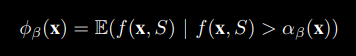 ϕ_β(𝐱) = 𝔼(f(𝐱, S) | f(𝐱, S) > α_β(𝐱))